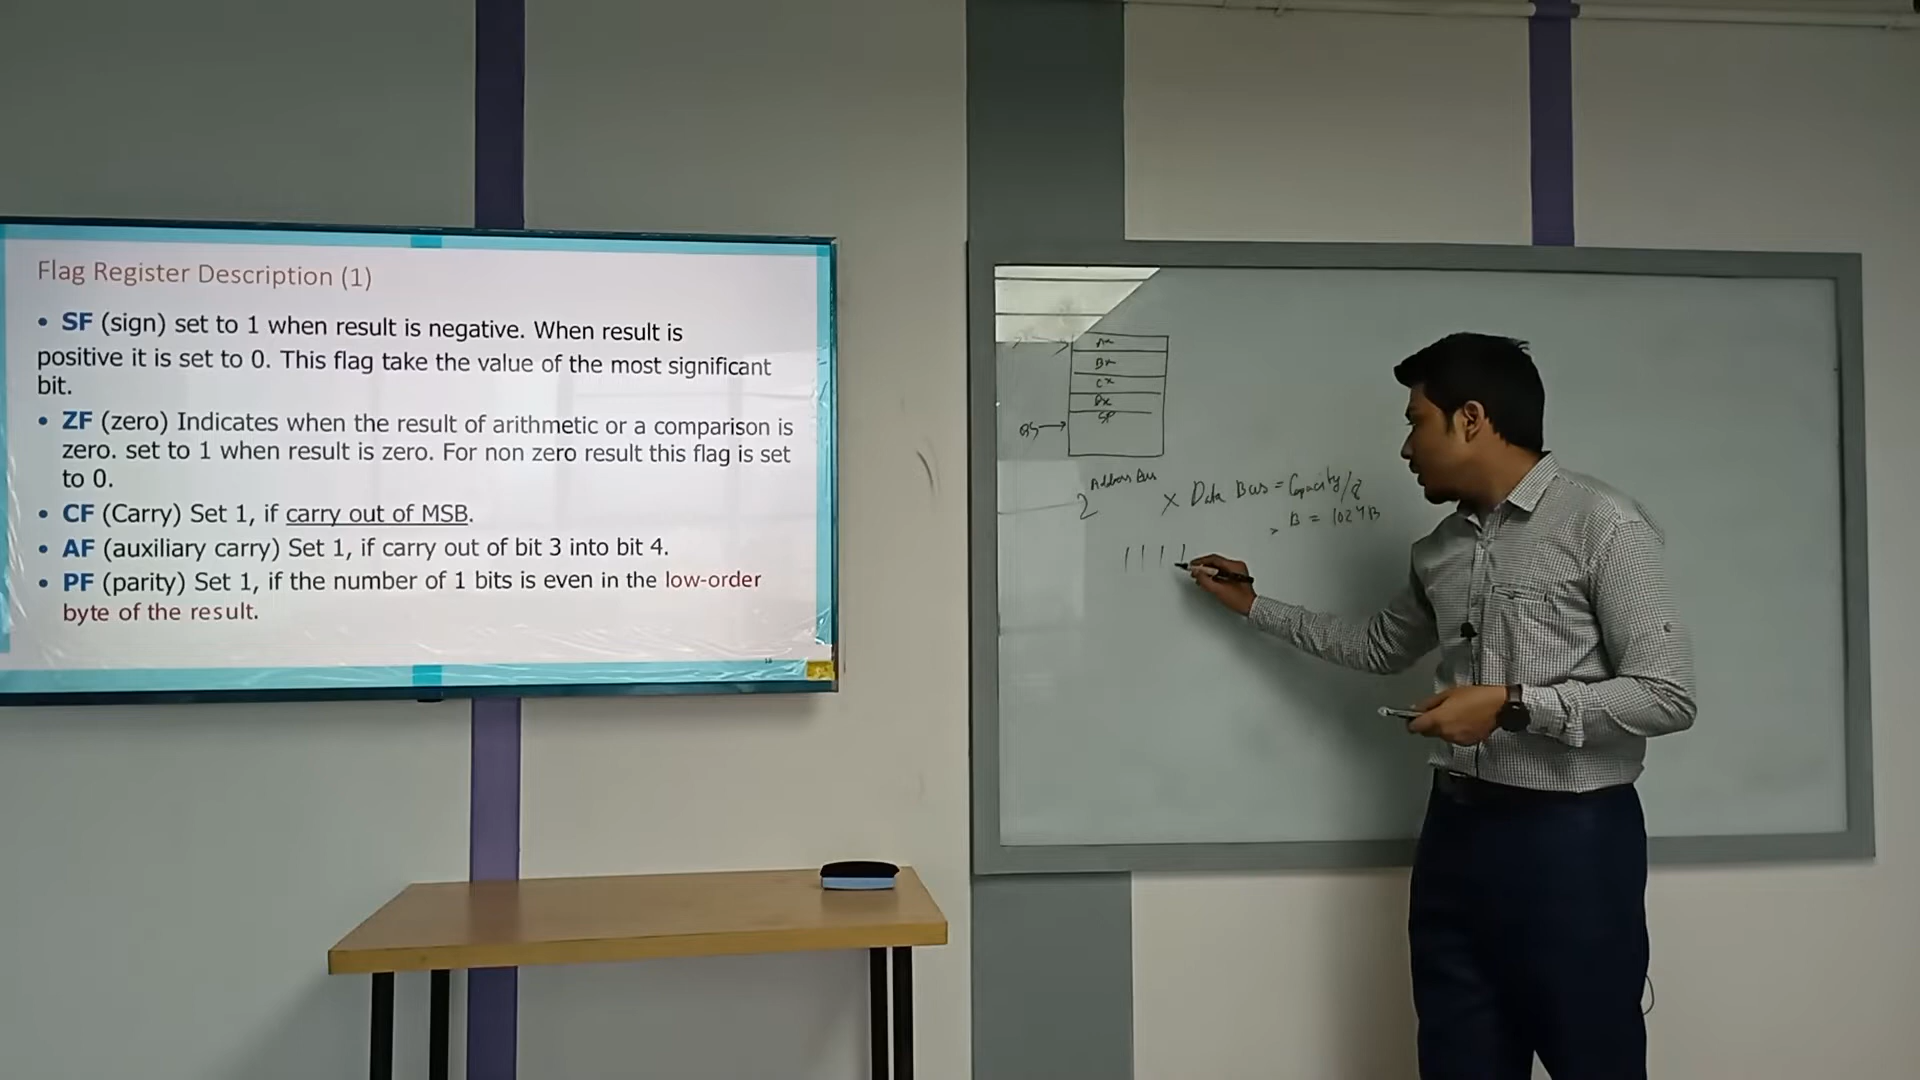 Flag Register Description (1)
• SF (sign) set to 1 when result is negative. When result is
positive it is set to 0. This flag take the value of the most significant
bit.
• ZF (zero) Indicates when the result of arithmetic or a comparison is
zero. set to 1 when result is zero. For non zero result this flag is set
to 0.
• CF (Carry) Set 1, if carry out of MSB.
• AF (auxiliary carry) Set 1, if carry out of bit 3 into bit 4.
• PF (parity) Set 1, if the number of 1 bits is even in the low-order
byte of the result.
Ax
Bx
Cx
Dx
SP
2 Address Bus × Data Bus = Capacity/8
B = 1024B
1 1 1 1